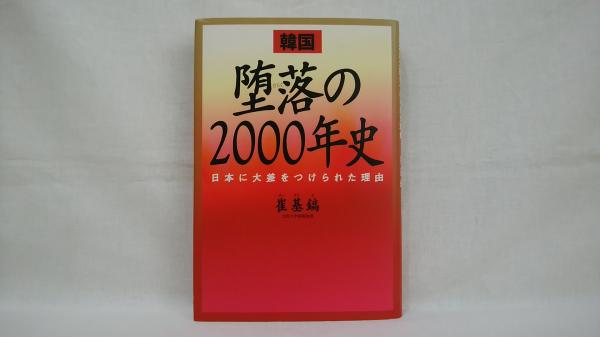 韓国
堕落の
2000年史
日本に大差をつけられた理由
崔基鎬